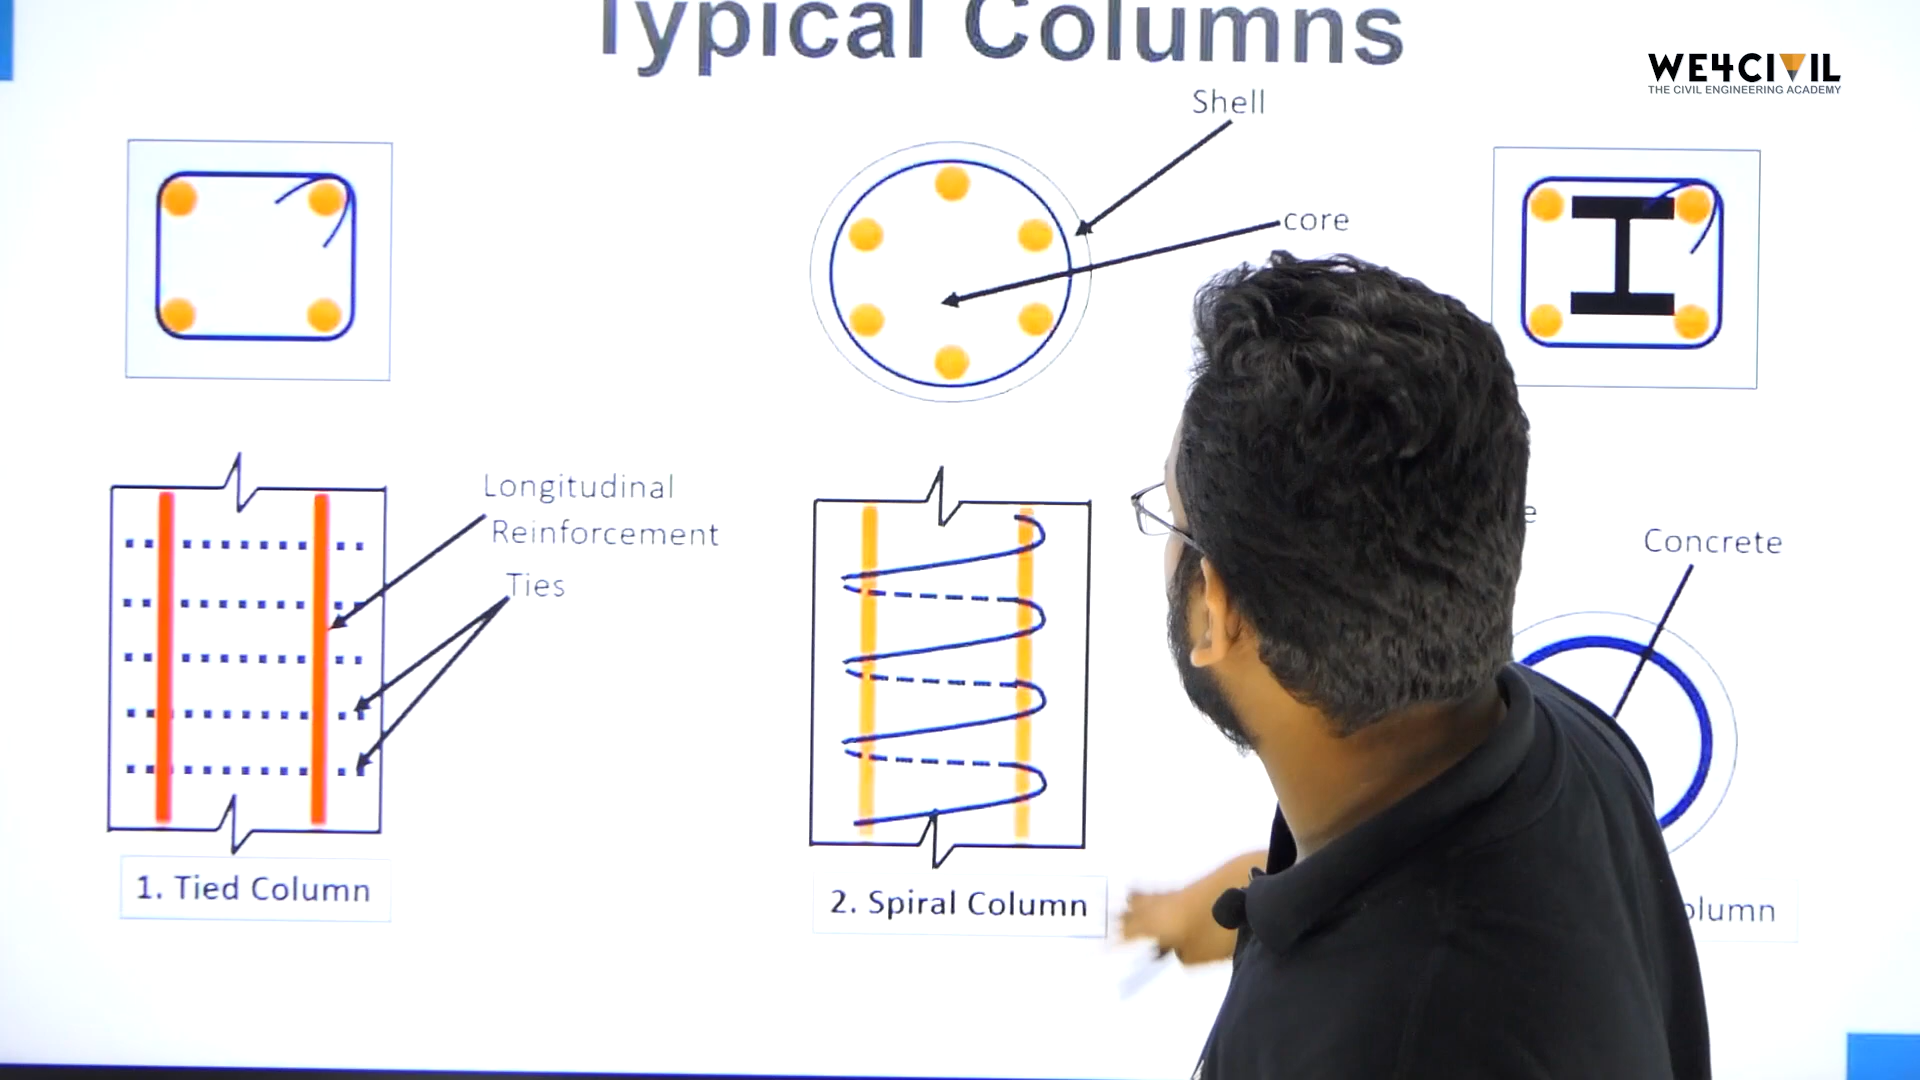 Typical Columns
WE4CIVIL
THE CIVIL ENGINEERING ACADEMY
Shell
core
Longitudinal
Reinforcement
Ties
Concrete
1. Tied Column
2. Spiral Column